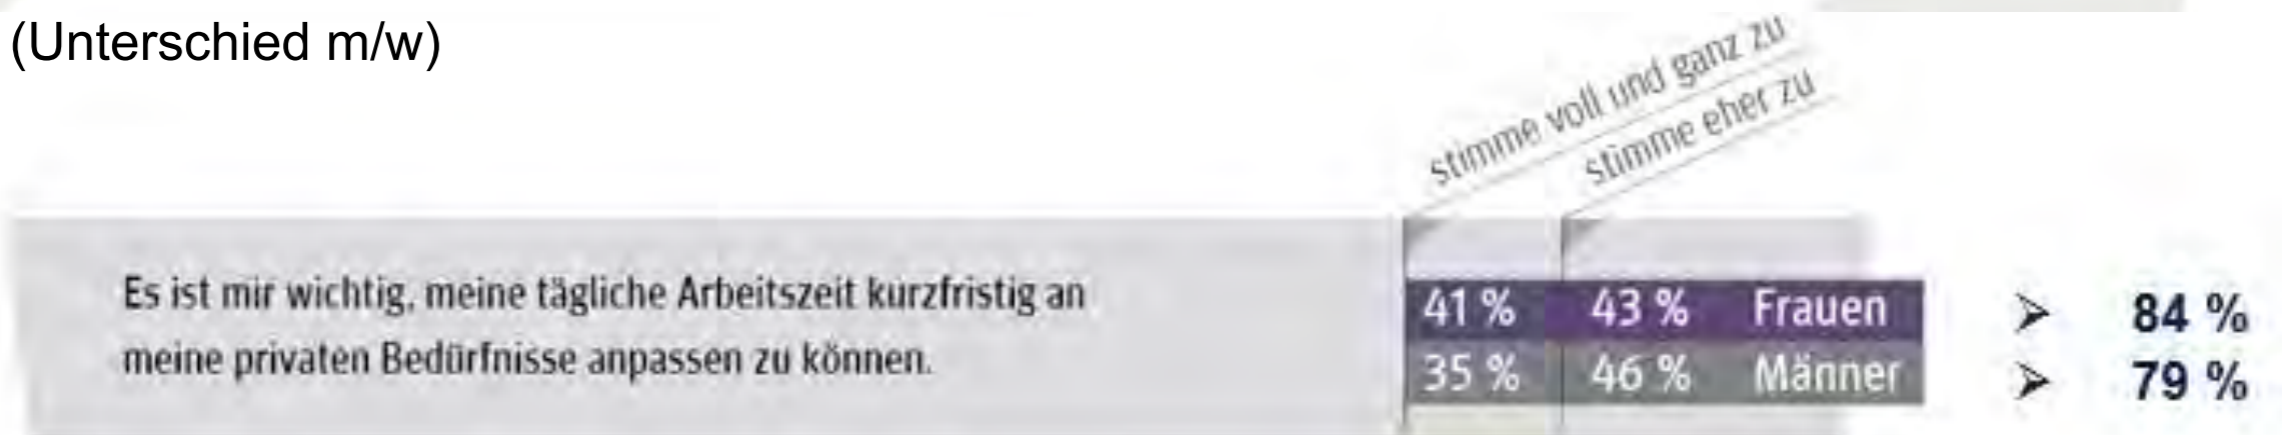 (Unterschied m/w)
stimme voll und ganz zu
stimme eher zu
Es ist mir wichtig, meine tägliche Arbeitszeit kurzfristig an
meine privaten Bedürfnisse anpassen zu können.
41 % 43 % Frauen ➢ 84 %
35 % 46 % Männer ➢ 79 %